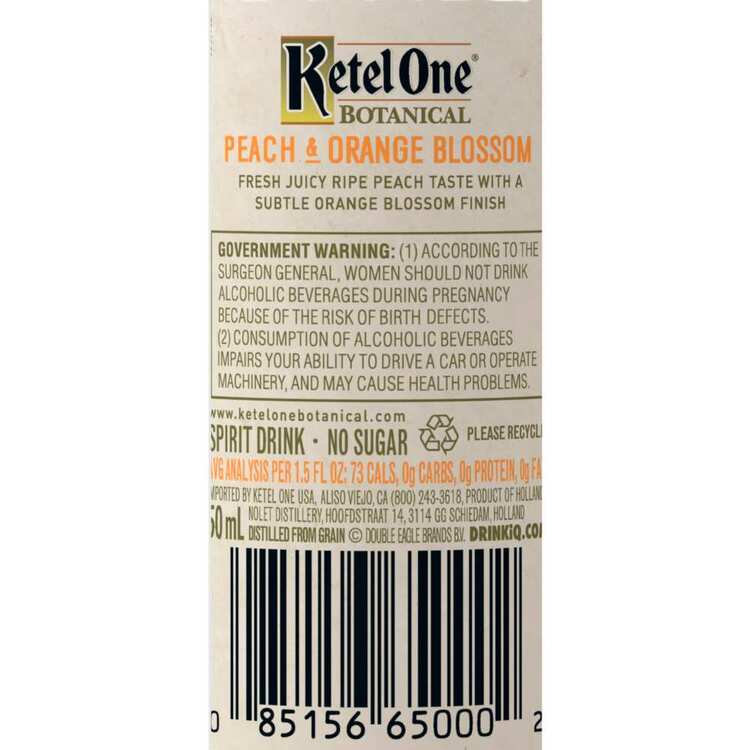 Ketel One®
BOTANICAL
PEACH & ORANGE BLOSSOM
FRESH JUICY RIPE PEACH TASTE WITH A
SUBTLE ORANGE BLOSSOM FINISH
GOVERNMENT WARNING: (1) ACCORDING TO THE
SURGEON GENERAL, WOMEN SHOULD NOT DRINK
ALCOHOLIC BEVERAGES DURING PREGNANCY
BECAUSE OF THE RISK OF BIRTH DEFECTS.
(2) CONSUMPTION OF ALCOHOLIC BEVERAGES
IMPAIRS YOUR ABILITY TO DRIVE A CAR OR OPERATE
MACHINERY, AND MAY CAUSE HEALTH PROBLEMS.
www.ketelonebotanical.com
SPIRIT DRINK · NO SUGAR
PLEASE RECYCLE
AVG ANALYSIS PER 1.5 FL OZ: 73 CALS, 0g CARBS, 0g PROTEIN, 0g FA
IMPORTED BY KETEL ONE USA, ALISO VIEJO, CA (800) 243-3618, PRODUCT OF HOLLAND
NOLET DISTILLERY, HOOFDSTRAAT 14, 3114 GG SCHIEDAM, HOLLAND
50 mL DISTILLED FROM GRAIN © DOUBLE EAGLE BRANDS B.V. DRINKiQ.com
0 85156 65000 2